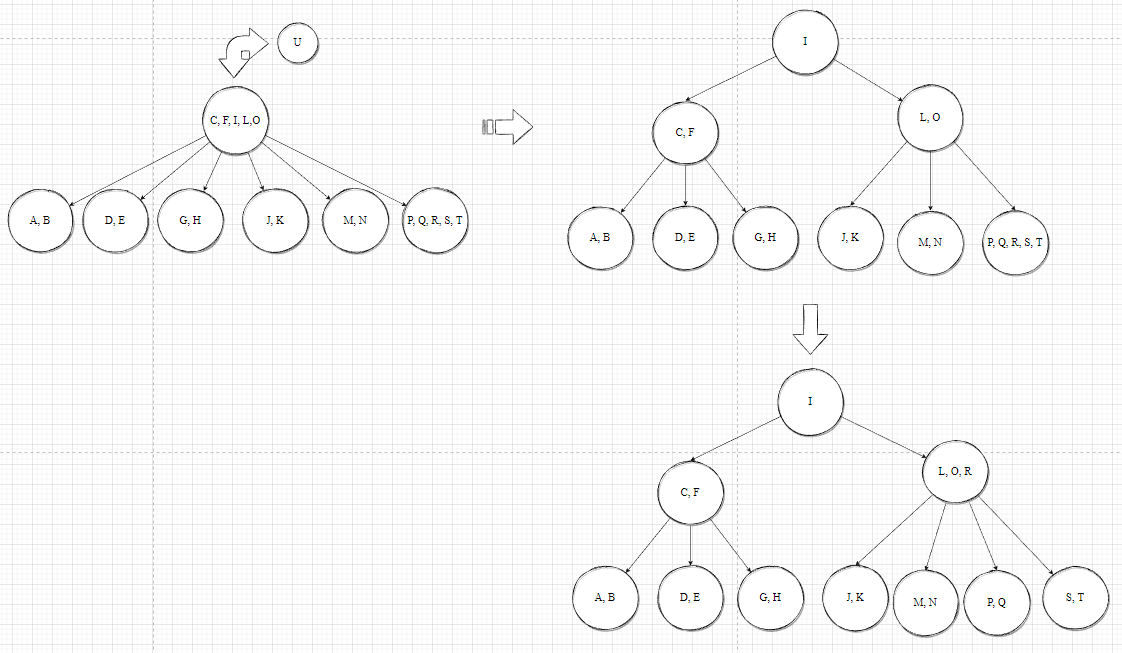 U
C, F, I, L,O
A, B
D, E
G, H
J, K
M, N
P, Q, R, S, T
I
C, F
L, O
A, B
D, E
G, H
J, K
M, N
P, Q, R, S, T
I
C, F
L, O, R
A, B
D, E
G, H
J, K
M, N
P, Q
S, T